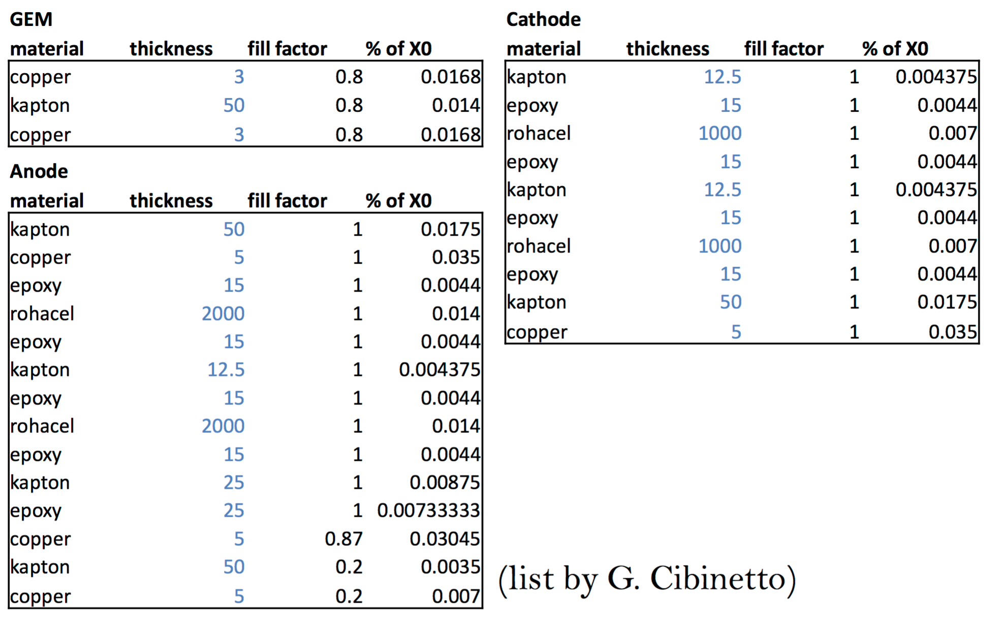 GEM
material thickness fill factor % of X0
copper 3 0.8 0.0168
kapton 50 0.8 0.014
copper 3 0.8 0.0168
Anode
material thickness fill factor % of X0
kapton 50 1 0.0175
copper 5 1 0.035
epoxy 15 1 0.0044
rohacel 2000 1 0.014
epoxy 15 1 0.0044
kapton 12.5 1 0.004375
epoxy 15 1 0.0044
rohacel 2000 1 0.014
epoxy 15 1 0.0044
kapton 25 1 0.00875
epoxy 25 1 0.00733333
copper 5 0.87 0.03045
kapton 50 0.2 0.0035
copper 5 0.2 0.007
Cathode
material thickness fill factor % of X0
kapton 12.5 1 0.004375
epoxy 15 1 0.0044
rohacel 1000 1 0.007
epoxy 15 1 0.0044
kapton 12.5 1 0.004375
epoxy 15 1 0.0044
rohacel 1000 1 0.007
epoxy 15 1 0.0044
kapton 50 1 0.0175
copper 5 1 0.035
(list by G. Cibinetto)